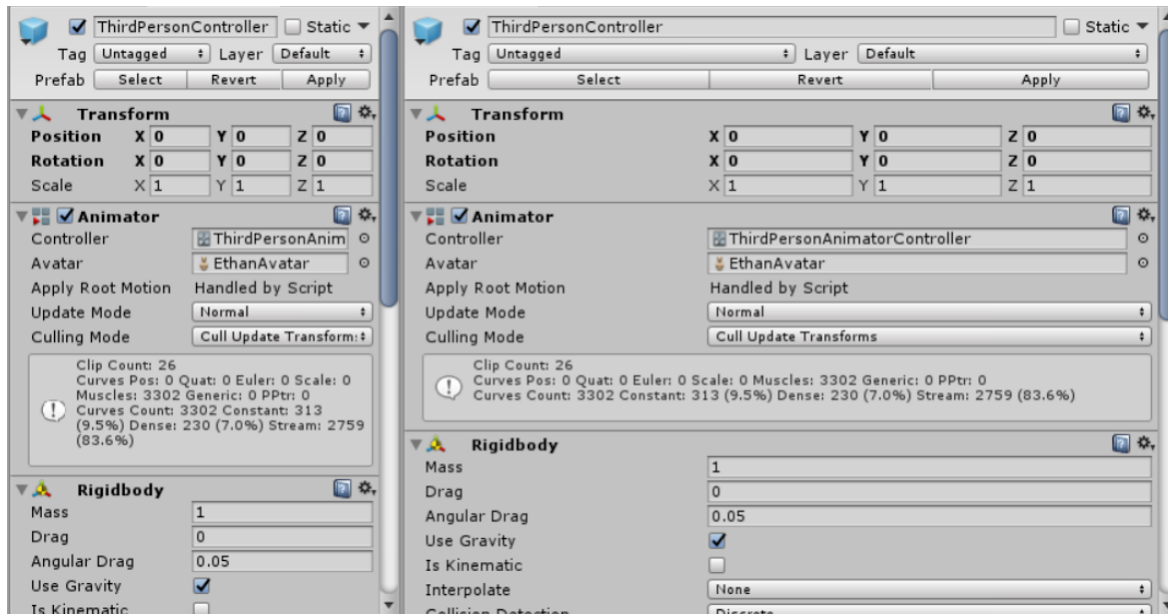 ThirdPersonController Static
Tag Untagged Layer Default
Prefab Select Revert Apply
Transform
Position X 0 Y 0 Z 0
Rotation X 0 Y 0 Z 0
Scale X 1 Y 1 Z 1
Animator
Controller ThirdPersonAnim
Avatar EthanAvatar
Apply Root Motion Handled by Script
Update Mode Normal
Culling Mode Cull Update Transform
Clip Count: 26
Curves Pos: 0 Quat: 0 Euler: 0 Scale: 0
Muscles: 3302 Generic: 0 PPtr: 0
Curves Count: 3302 Constant: 313
(9.5%) Dense: 230 (7.0%) Stream: 2759
(83.6%)
Rigidbody
Mass 1
Drag 0
Angular Drag 0.05
Use Gravity
Is Kinematic
ThirdPersonController Static
Tag Untagged Layer Default
Prefab Select Revert Apply
Transform
Position X 0 Y 0 Z 0
Rotation X 0 Y 0 Z 0
Scale X 1 Y 1 Z 1
Animator
Controller ThirdPersonAnimatorController
Avatar EthanAvatar
Apply Root Motion Handled by Script
Update Mode Normal
Culling Mode Cull Update Transforms
Clip Count: 26
Curves Pos: 0 Quat: 0 Euler: 0 Scale: 0 Muscles: 3302 Generic: 0 PPtr: 0
Curves Count: 3302 Constant: 313 (9.5%) Dense: 230 (7.0%) Stream: 2759 (83.6%)
Rigidbody
Mass 1
Drag 0
Angular Drag 0.05
Use Gravity
Is Kinematic
Interpolate None
Collision Detection Discrete